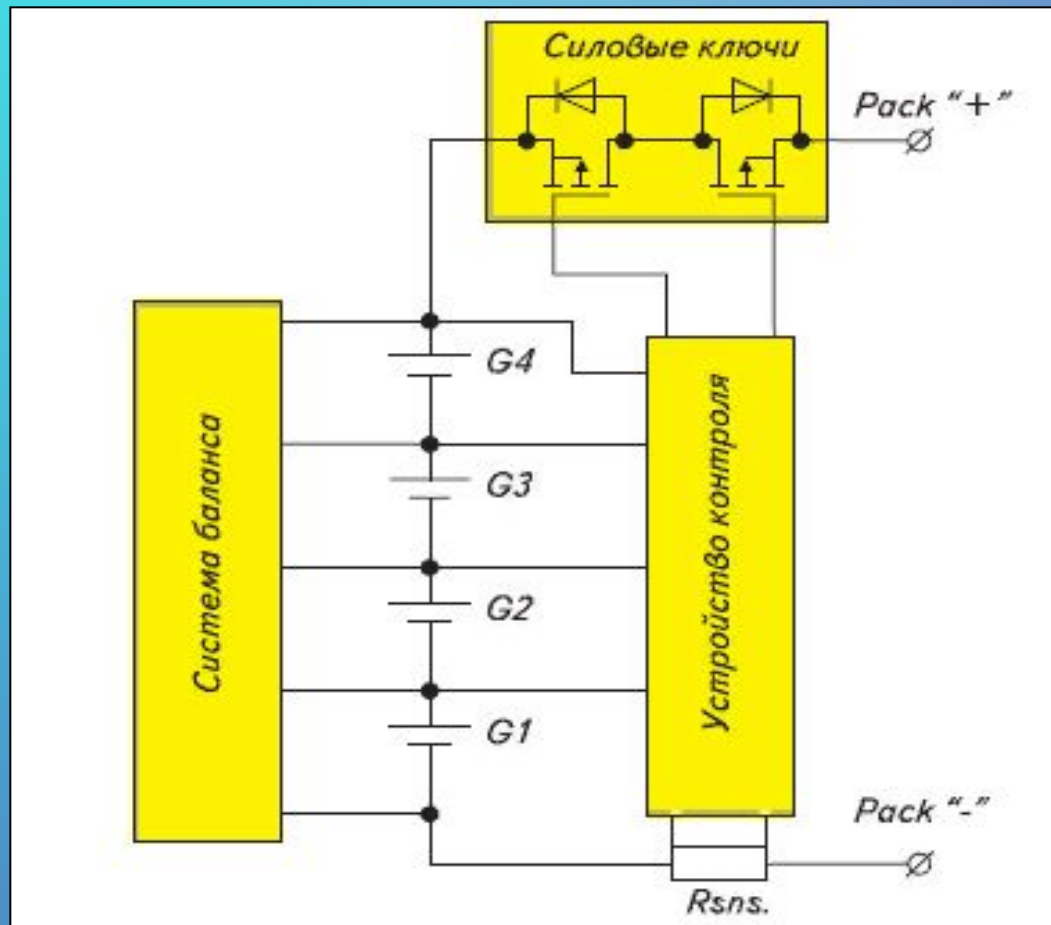 Силовые ключи
Pack “+”
G4
G3
G2
G1
Система баланса
Устройство контроля
Pack “-”
Rsns.